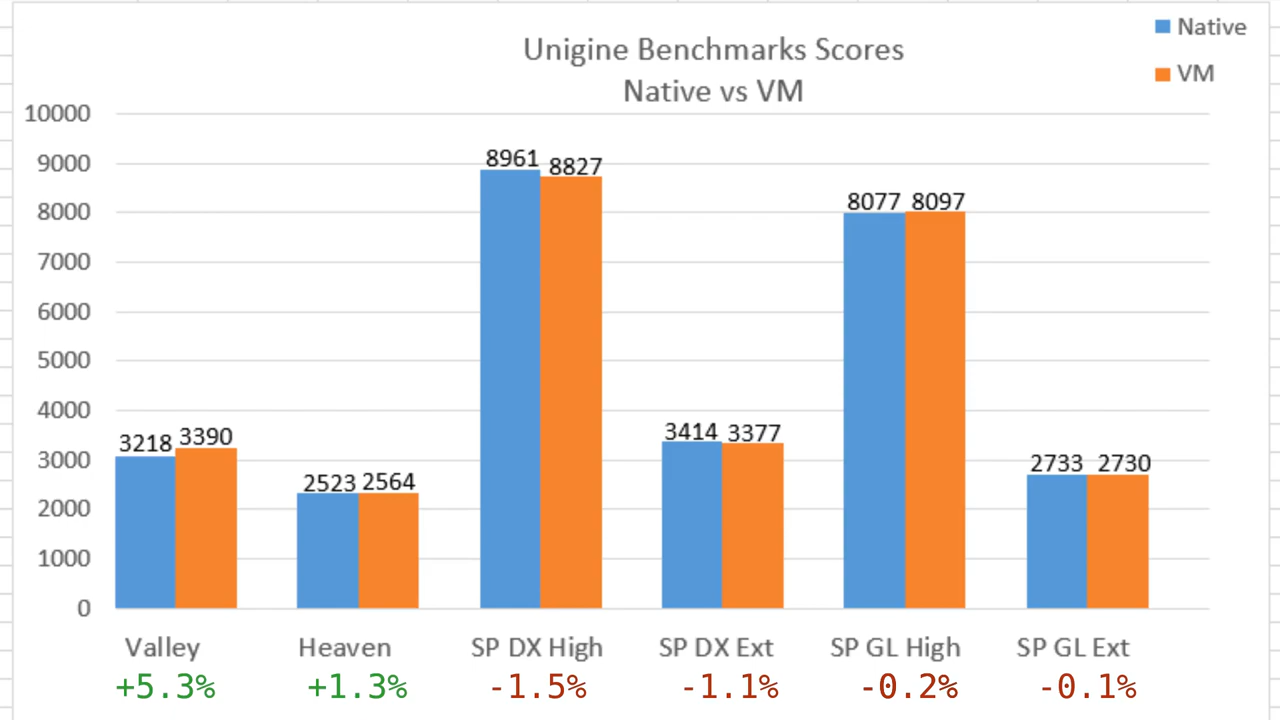 Unigine Benchmarks Scores
Native vs VM
Native
VM
10000
9000
8000
7000
6000
5000
4000
3000
2000
1000
0
3218 3390
2523 2564
8961 8827
3414 3377
8077 8097
2733 2730
Valley Heaven SP DX High SP DX Ext SP GL High SP GL Ext
+5.3% +1.3% -1.5% -1.1% -0.2% -0.1%